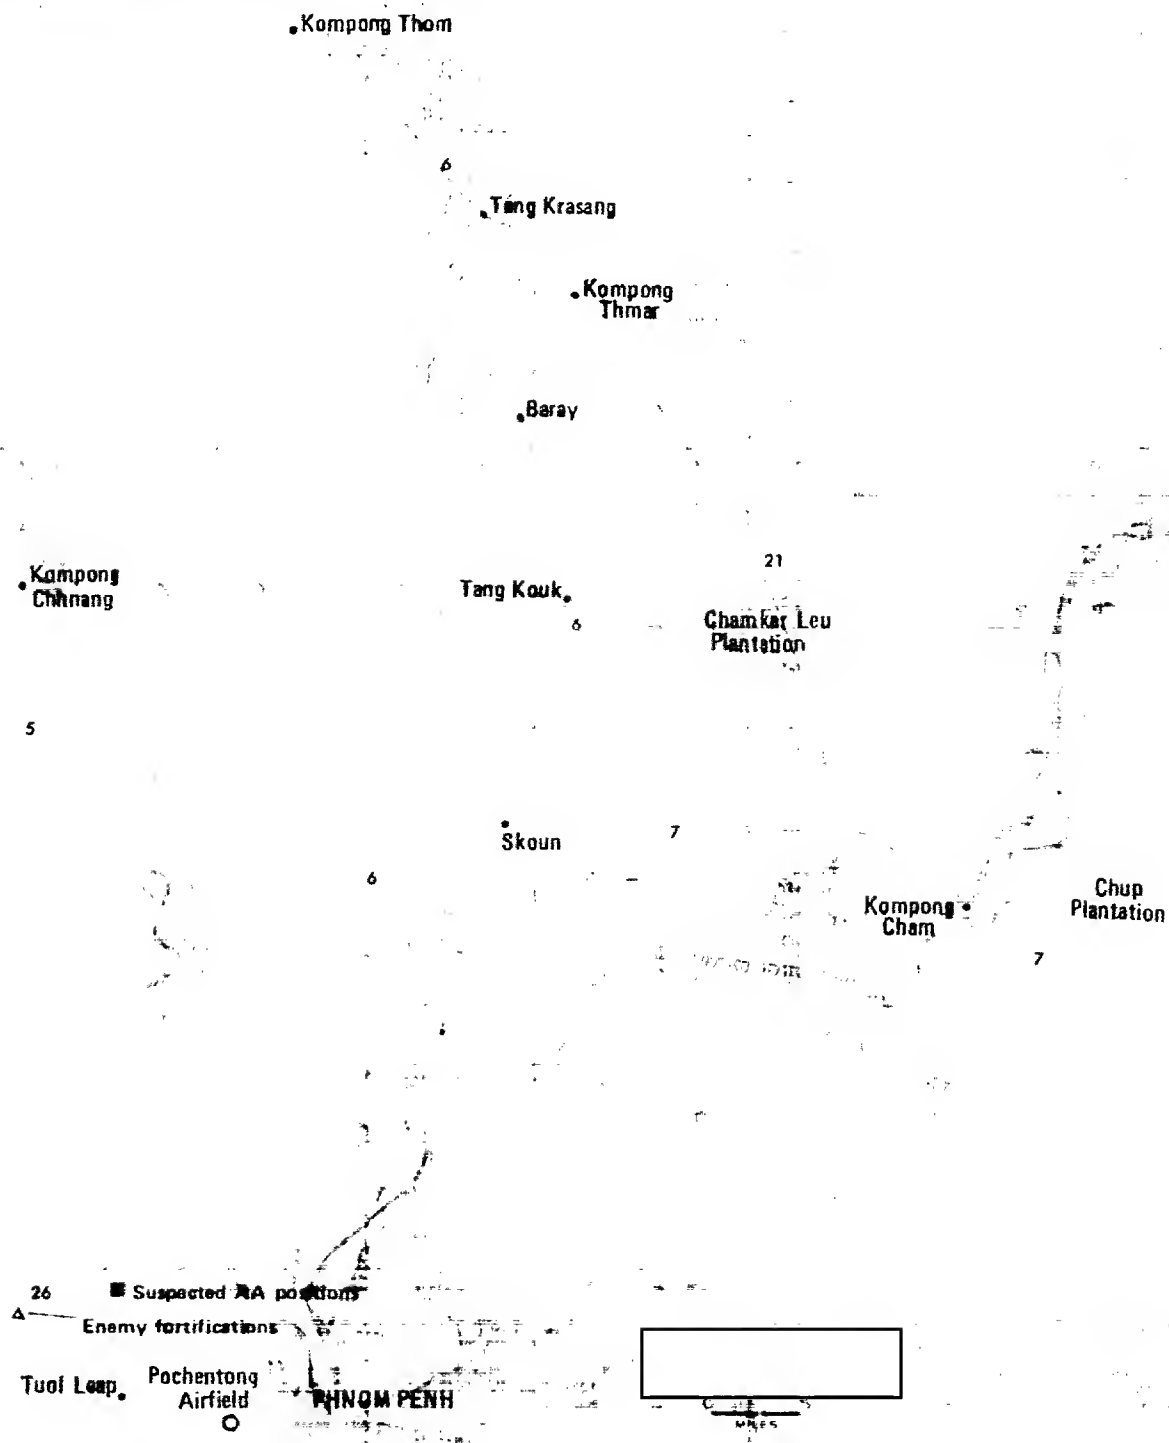 Kompong Thom
6
Tang Krasang
Kompong
Thmar
Baray
21
Kompong
Chhnang
Tang Kouk
6
Chamkar Leu
Plantation
5
Skoun
7
6
Kompong
Cham
Chup
Plantation
7
26
Suspected AA positions
Enemy fortifications
Tuol Leap
Pochentong
Airfield
PHNOM PENH
MILES